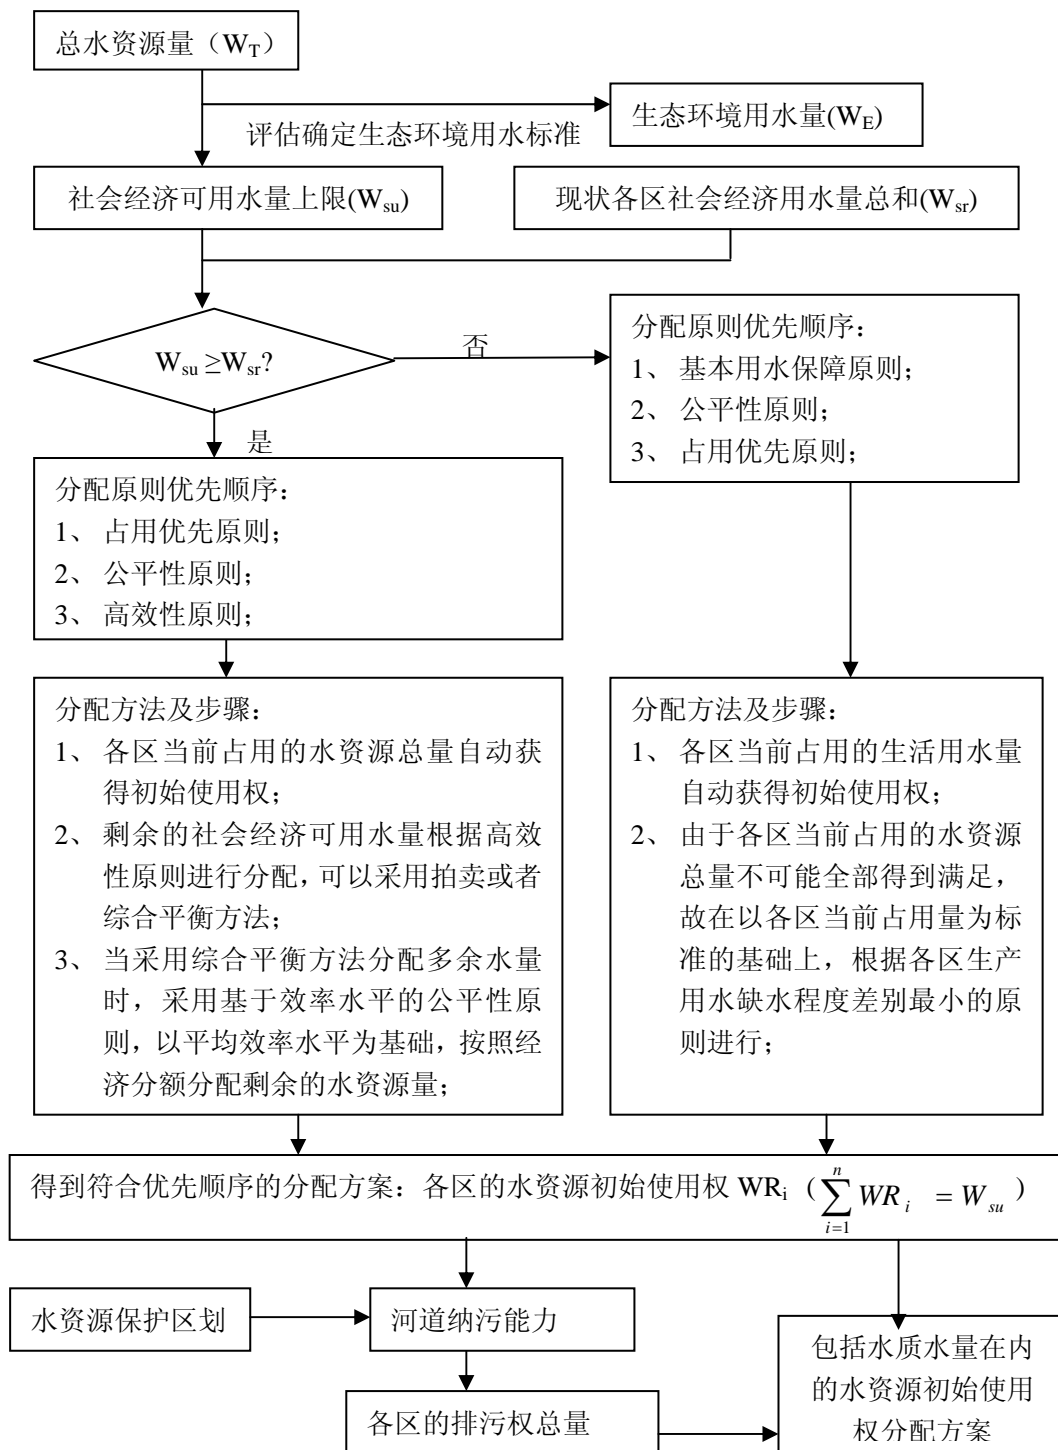 总水资源量（W_T）
生态环境用水量(W_E)
评估确定生态环境用水标准
社会经济可用水量上限(W_su)
现状各区社会经济用水量总和(W_sr)
W_su ≥W_sr?
否
是
分配原则优先顺序：
1、 基本用水保障原则；
2、 公平性原则；
3、 占用优先原则；
分配原则优先顺序：
1、 占用优先原则；
2、 公平性原则；
3、 高效性原则；
分配方法及步骤：
1、 各区当前占用的水资源总量自动获
得初始使用权；
2、 剩余的社会经济可用水量根据高效
性原则进行分配，可以采用拍卖或者
综合平衡方法；
3、 当采用综合平衡方法分配多余水量
时，采用基于效率水平的公平性原
则，以平均效率水平为基础，按照经
济分额分配剩余的水资源量；
分配方法及步骤：
1、 各区当前占用的生活用水量
自动获得初始使用权；
2、 由于各区当前占用的水资源
总量不可能全部得到满足，
故在以各区当前占用量为标
准的基础上，根据各区生产
用水缺水程度差别最小的原
则进行；
得到符合优先顺序的分配方案：各区的水资源初始使用权 WR_i（\sum_{i=1}^{n} WR_i = W_su）
水资源保护区划
河道纳污能力
各区的排污权总量
包括水质水量在内
的水资源初始使用
权分配方案